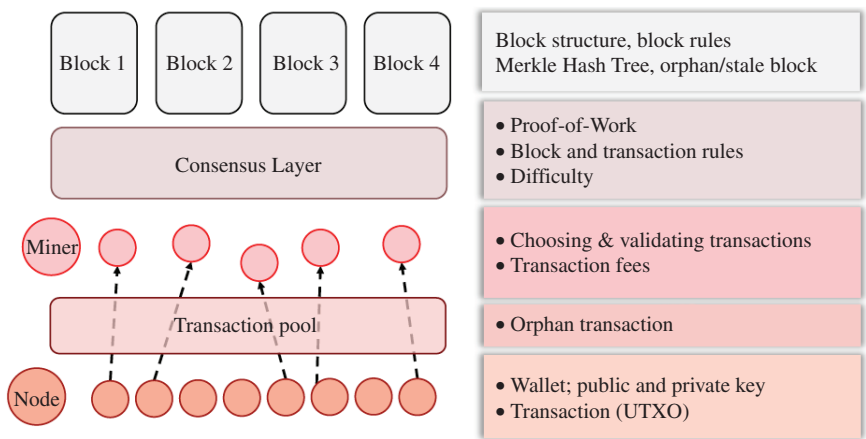 Block 1
Block 2
Block 3
Block 4
Block structure, block rules
Merkle Hash Tree, orphan/stale block
Consensus Layer
• Proof-of-Work
• Block and transaction rules
• Difficulty
Miner
• Choosing & validating transactions
• Transaction fees
Transaction pool
• Orphan transaction
Node
• Wallet; public and private key
• Transaction (UTXO)